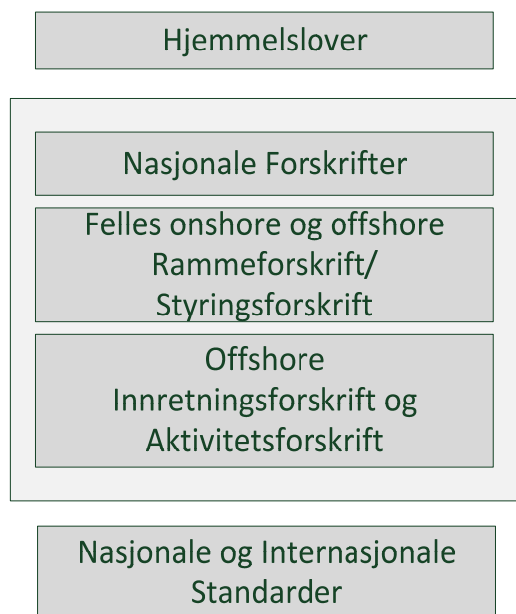 Hjemmelslover
Nasjonale Forskrifter
Felles onshore og offshore
Rammeforskrift/
Styringsforskrift
Offshore
Innretningsforskrift og
Aktivitetsforskrift
Nasjonale og Internasjonale
Standarder